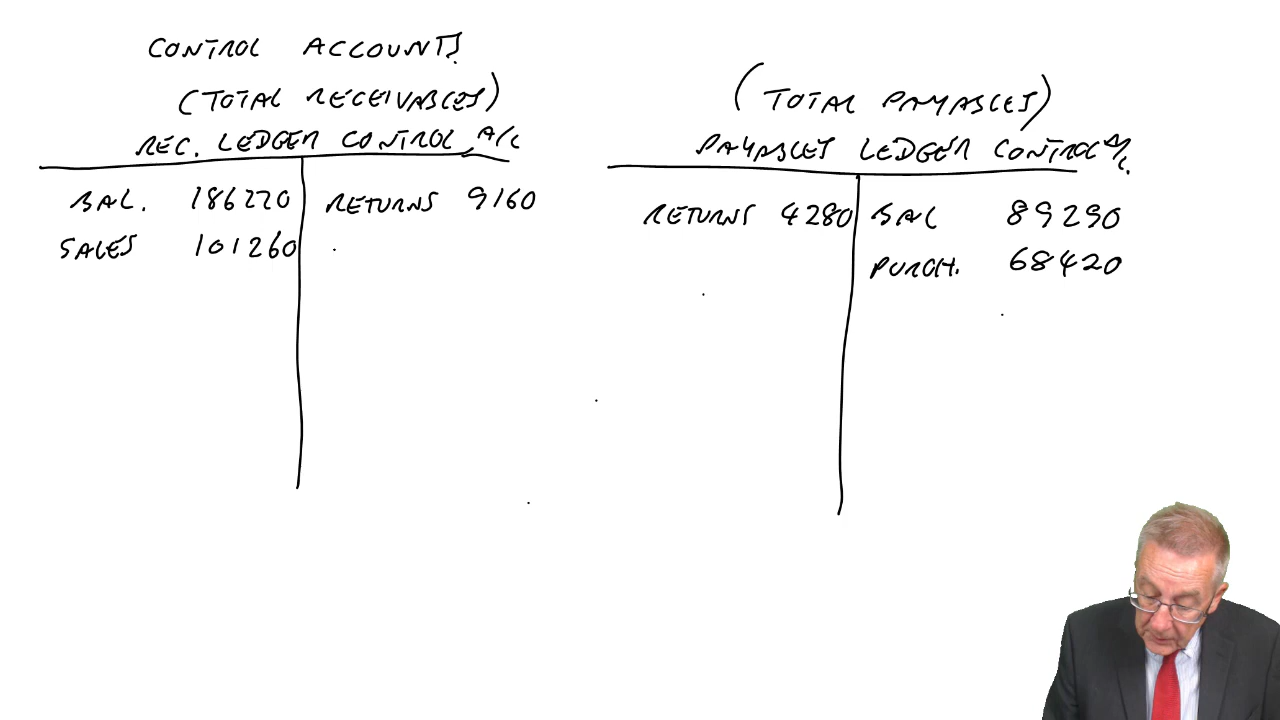 CONTROL ACCOUNTS
(TOTAL RECEIVABLES)
REC. LEDGER CONTROL A/C
BAL. 186220 RETURNS 9160
SALES 101260
(TOTAL PAYABLES)
PAYABLES LEDGER CONTROL A/C.
RETURNS 4280 BAL 89290
PURCH. 68420